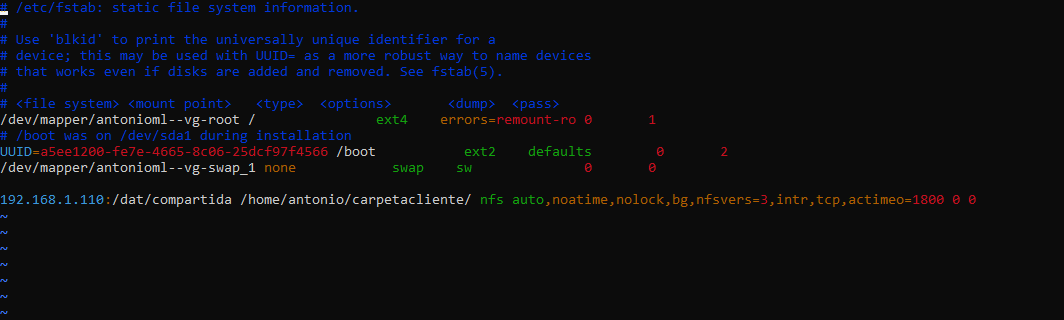 # /etc/fstab: static file system information.
#
# Use 'blkid' to print the universally unique identifier for a
# device; this may be used with UUID= as a more robust way to name devices
# that works even if disks are added and removed. See fstab(5).
#
# <file system> <mount point>   <type>  <options>       <dump>  <pass>
/dev/mapper/antonioml--vg-root /               ext4    errors=remount-ro 0       1
# /boot was on /dev/sda1 during installation
UUID=a5ee1200-fe7e-4665-8c06-25dcf97f4566 /boot           ext2    defaults        0       2
/dev/mapper/antonioml--vg-swap_1 none            swap    sw              0       0

192.168.1.110:/dat/compartida /home/antonio/carpetacliente/ nfs auto,noatime,nolock,bg,nfsvers=3,intr,tcp,actimeo=1800 0 0
~
~
~
~
~
~
~